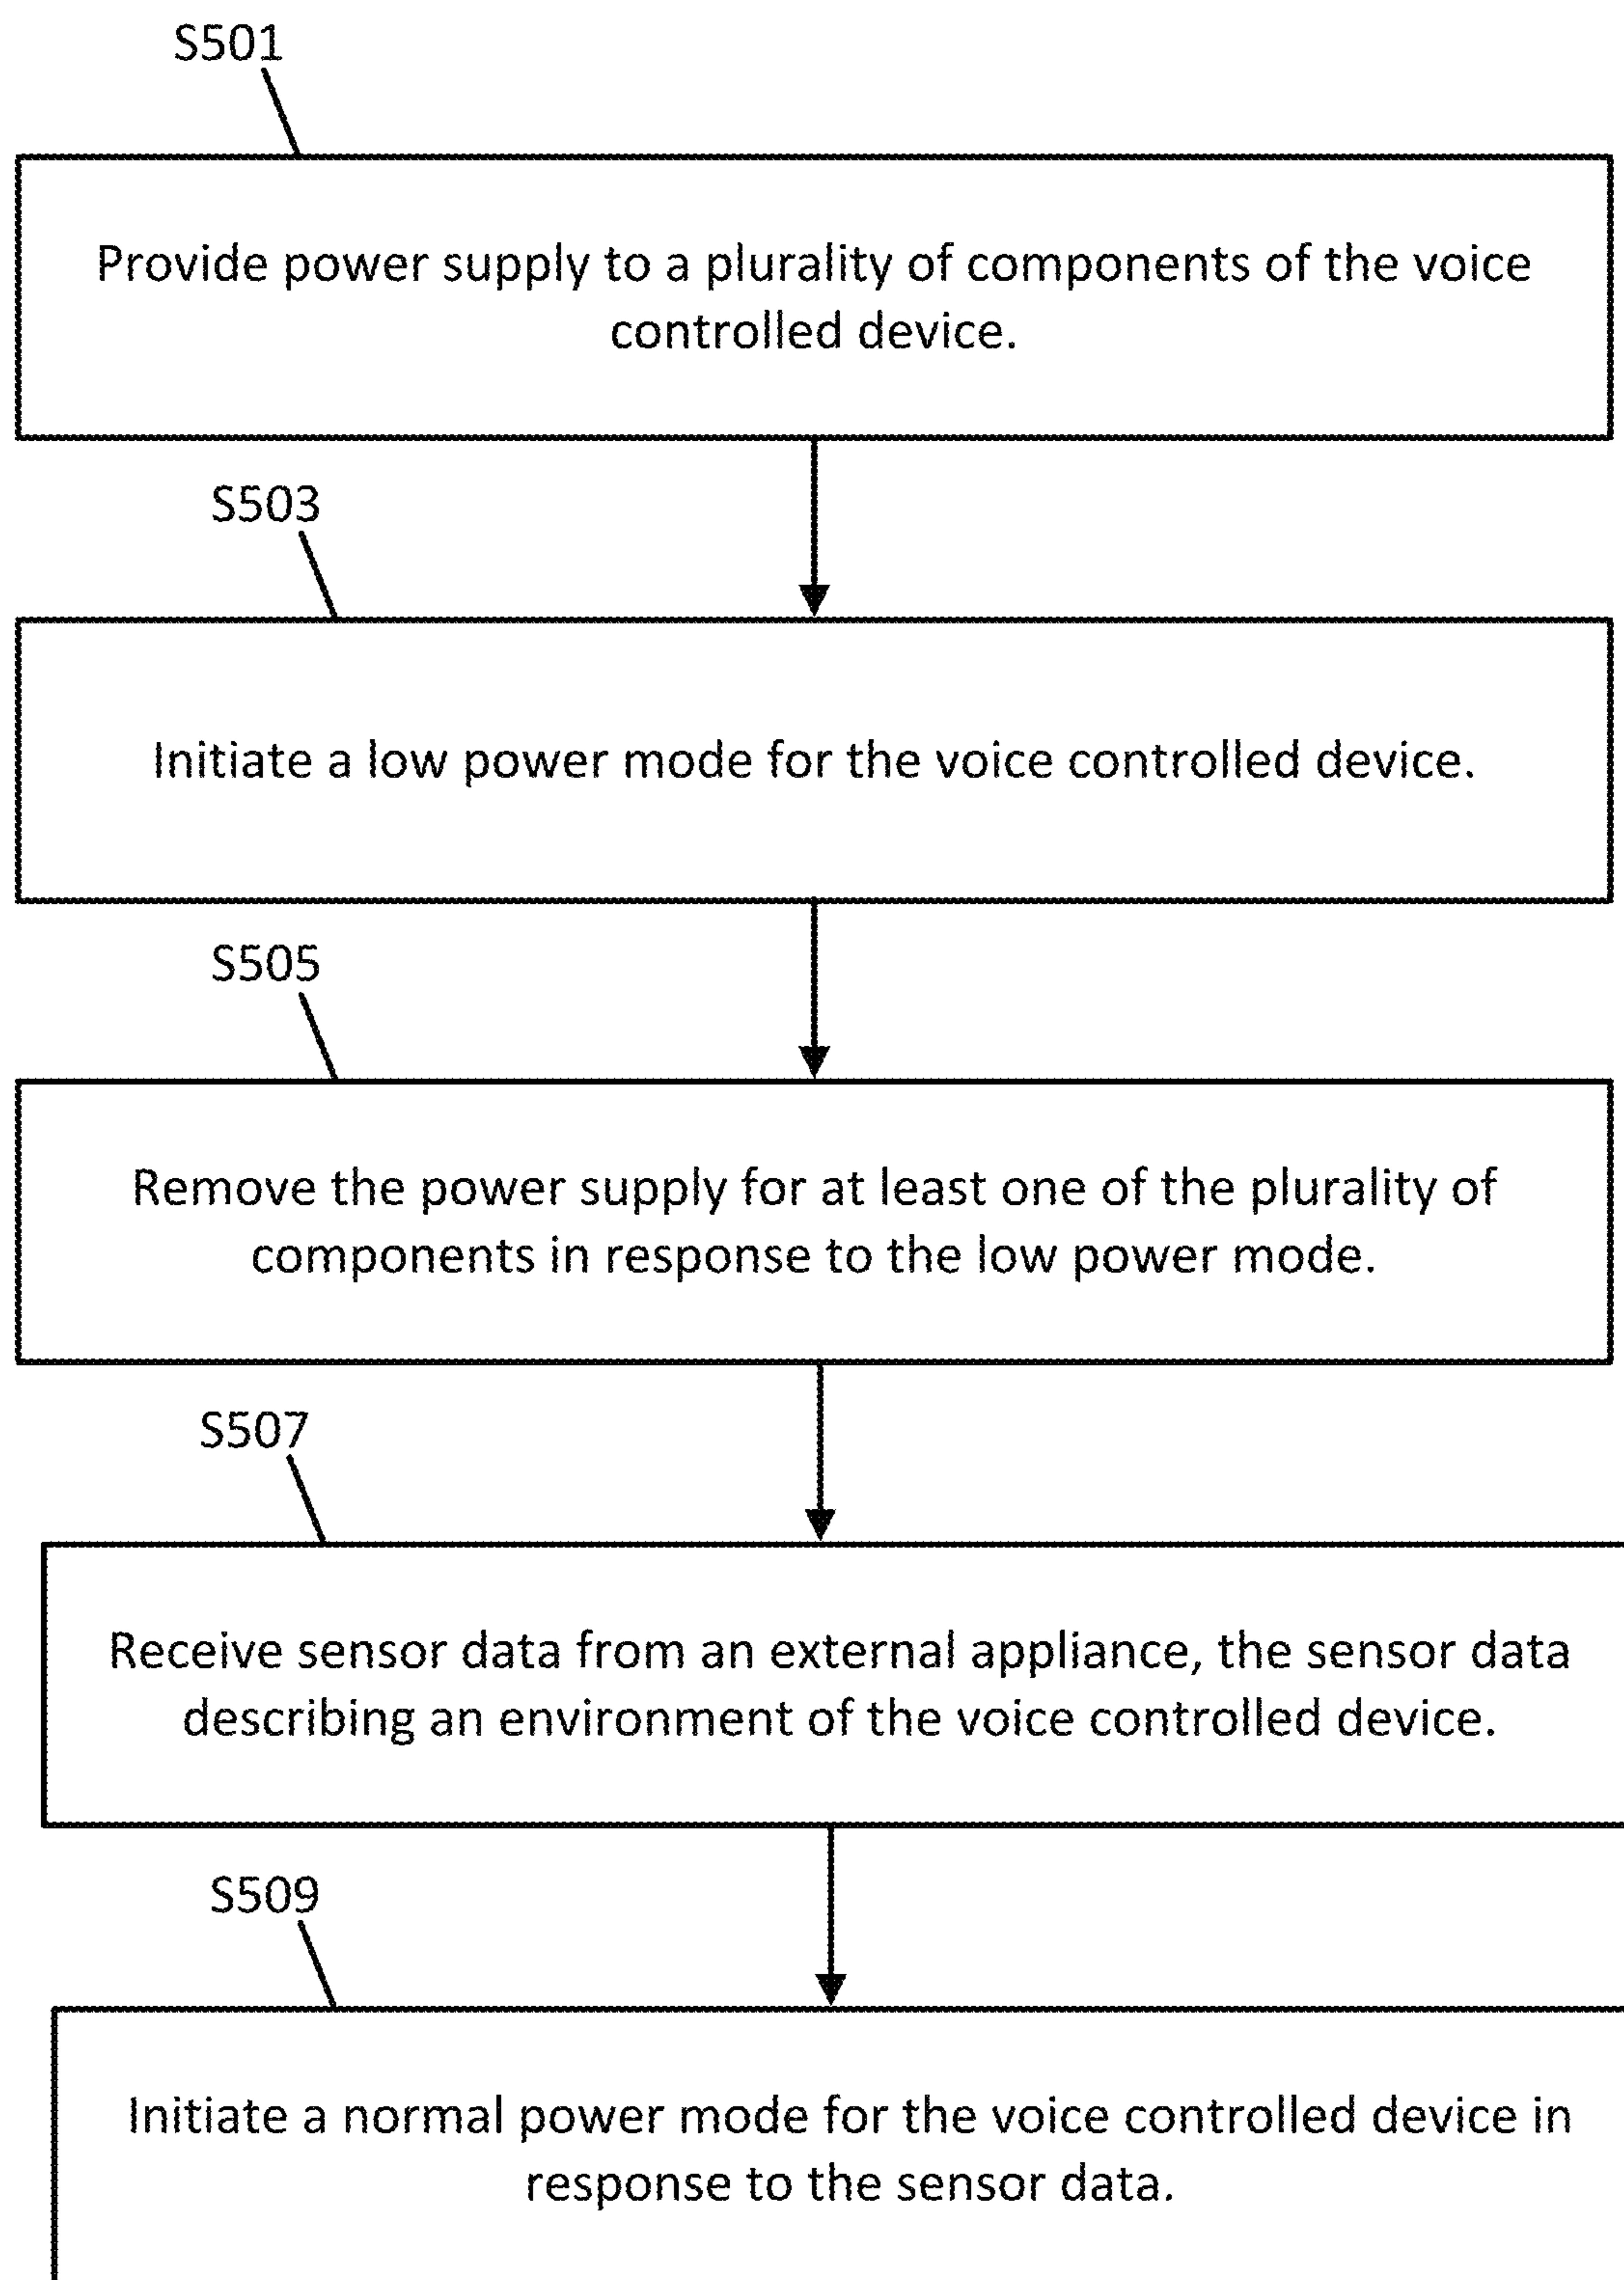 S501
Provide power supply to a plurality of components of the voice
controlled device.
S503
Initiate a low power mode for the voice controlled device.
S505
Remove the power supply for at least one of the plurality of
components in response to the low power mode.
S507
Receive sensor data from an external appliance, the sensor data
describing an environment of the voice controlled device.
S509
Initiate a normal power mode for the voice controlled device in
response to the sensor data.